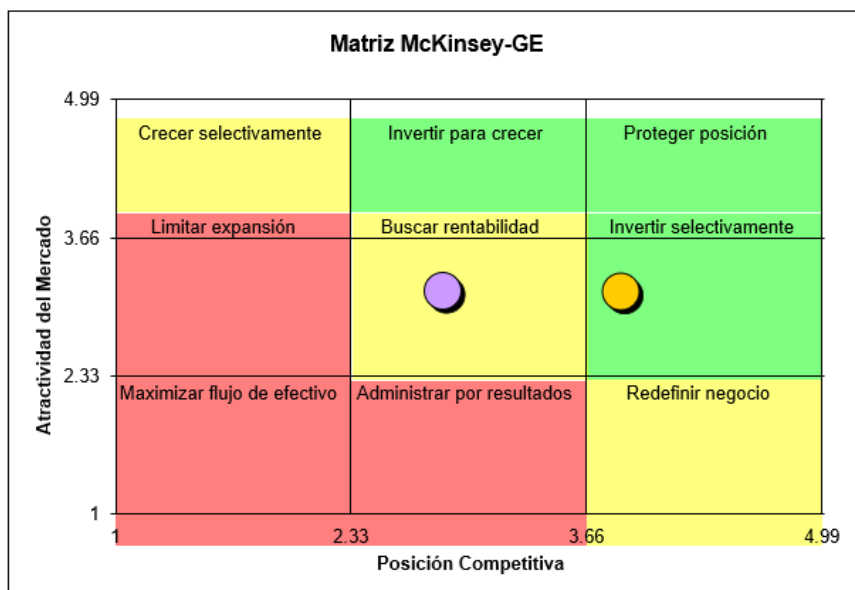 Matriz McKinsey-GE
4.99
Crecer selectivamente
Invertir para crecer
Proteger posición
Limitar expansión
Buscar rentabilidad
Invertir selectivamente
3.66
Atractividad del Mercado
2.33
Maximizar flujo de efectivo
Administrar por resultados
Redefinir negocio
1
1
2.33
3.66
4.99
Posición Competitiva